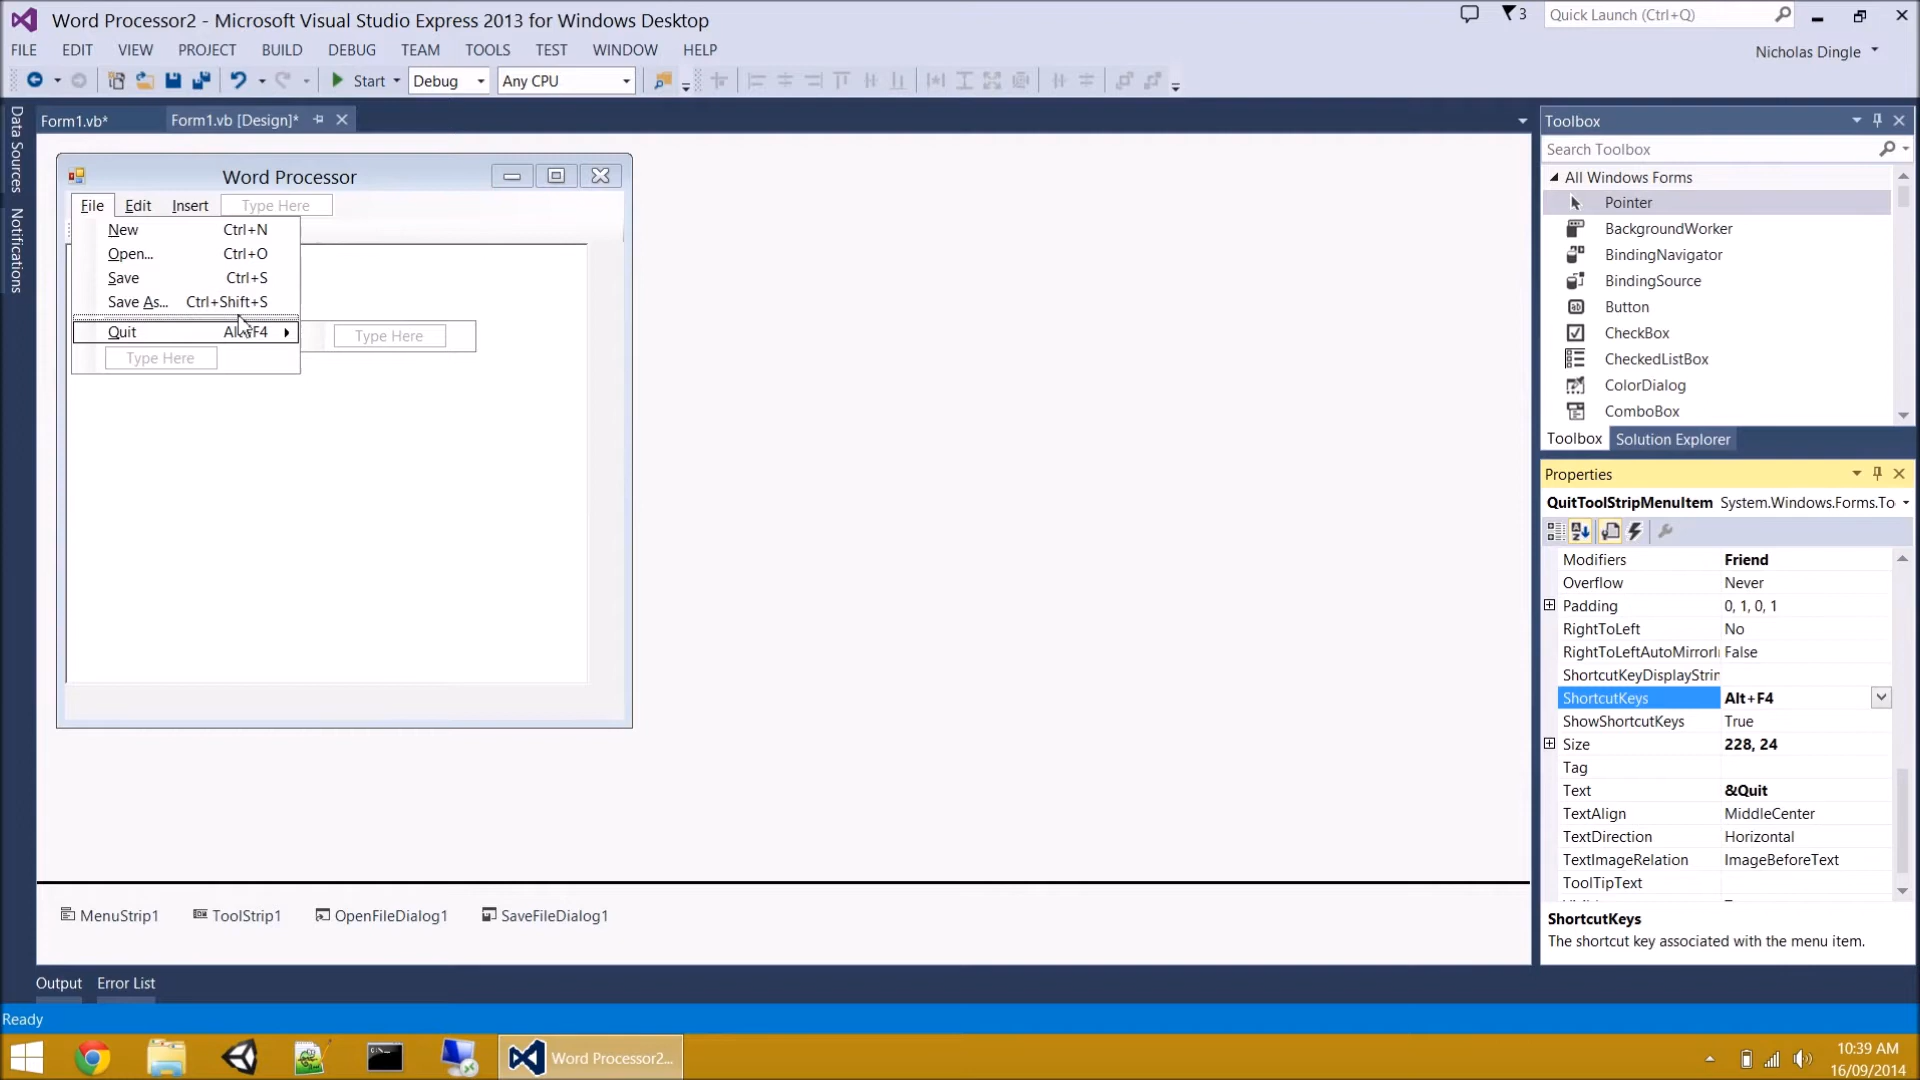 Word Processor2 - Microsoft Visual Studio Express 2013 for Windows Desktop
3
Quick Launch (Ctrl+Q)
FILE EDIT VIEW PROJECT BUILD DEBUG TEAM TOOLS TEST WINDOW HELP
Nicholas Dingle
Start Debug Any CPU
Data Sources
Notifications
Form1.vb* Form1.vb [Design]*
Word Processor
File Edit Insert Type Here
New Ctrl+N
Open... Ctrl+O
Save Ctrl+S
Save As... Ctrl+Shift+S
Quit Alt+F4 Type Here
Type Here
MenuStrip1 ToolStrip1 OpenFileDialog1 SaveFileDialog1
Toolbox
Search Toolbox
All Windows Forms
Pointer
BackgroundWorker
BindingNavigator
BindingSource
Button
CheckBox
CheckedListBox
ColorDialog
ComboBox
Toolbox Solution Explorer
Properties
QuitToolStripMenuItem System.Windows.Forms.To
Modifiers Friend
Overflow Never
Padding 0, 1, 0, 1
RightToLeft No
RightToLeftAutoMirrorI False
ShortcutKeyDisplayStrin
ShortcutKeys Alt+F4
ShowShortcutKeys True
Size 228, 24
Tag
Text &Quit
TextAlign MiddleCenter
TextDirection Horizontal
TextImageRelation ImageBeforeText
ToolTipText
ShortcutKeys
The shortcut key associated with the menu item.
Output Error List
Ready
Word Processor2...
10:39 AM
16/09/2014